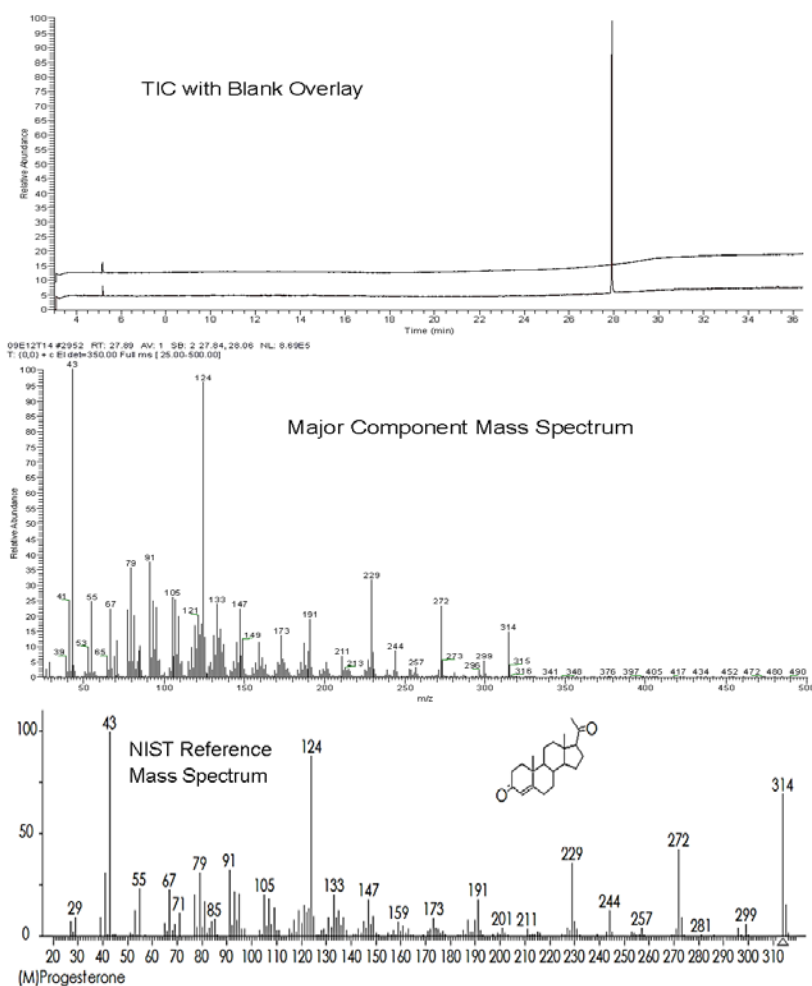 100
95
90
85
80
75
70
65
60
55
50
45
40
35
30
25
20
15
10
5
0
Relative Abundance
TIC with Blank Overlay
4 6 8 10 12 14 16 18 20 22 24 26 28 30 32 34 36
Time (min)
09E12T14 #2952 RT: 27.89 AV: 1 SB: 2 27.84, 28.06 NL: 8.69E5
T: {0,0} + c EI det=350.00 Full ms [ 25.00-500.00]
43 124
100
95
90
85
80
75
70
65
60
55
50
45
40
35
30
25
20
15
10
5
0
Relative Abundance
Major Component Mass Spectrum
79 91 229
41 55 67 105 121 133 147 272
39 53 65 149 173 191 211 213 244 257 273 295 299 314 315 316 341 348 376 397 405 417 434 452 472 480 490
50 100 150 200 250 300 350 400 450 500
m/z
100
50
0
43
NIST Reference
Mass Spectrum
124
O
O
314
272
229
29 55 67 71 79 85 91 105 133 147 159 173 191 201 211 244 257 281 299
20 30 40 50 60 70 80 90 100 110 120 130 140 150 160 170 180 190 200 210 220 230 240 250 260 270 280 290 300 310
(M)Progesterone